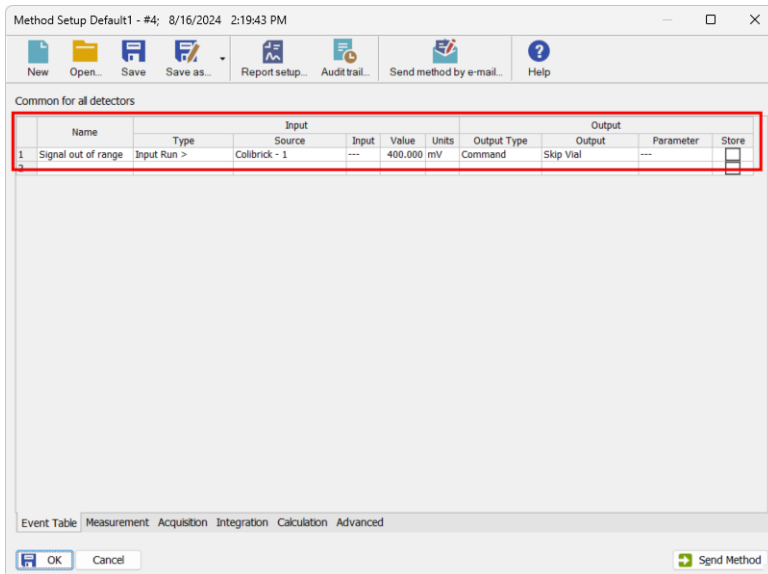 Method Setup Default1 - #4; 8/16/2024 2:19:43 PM
New Open... Save Save as... Report setup... Audit trail... Send method by e-mail... Help
Common for all detectors
Name Input Output
Type Source Input Value Units Output Type Output Parameter Store
1 Signal out of range Input Run > Colibrick - 1 --- 400.000 mV Command Skip Vial ---
2
Event Table Measurement Acquisition Integration Calculation Advanced
OK Cancel Send Method